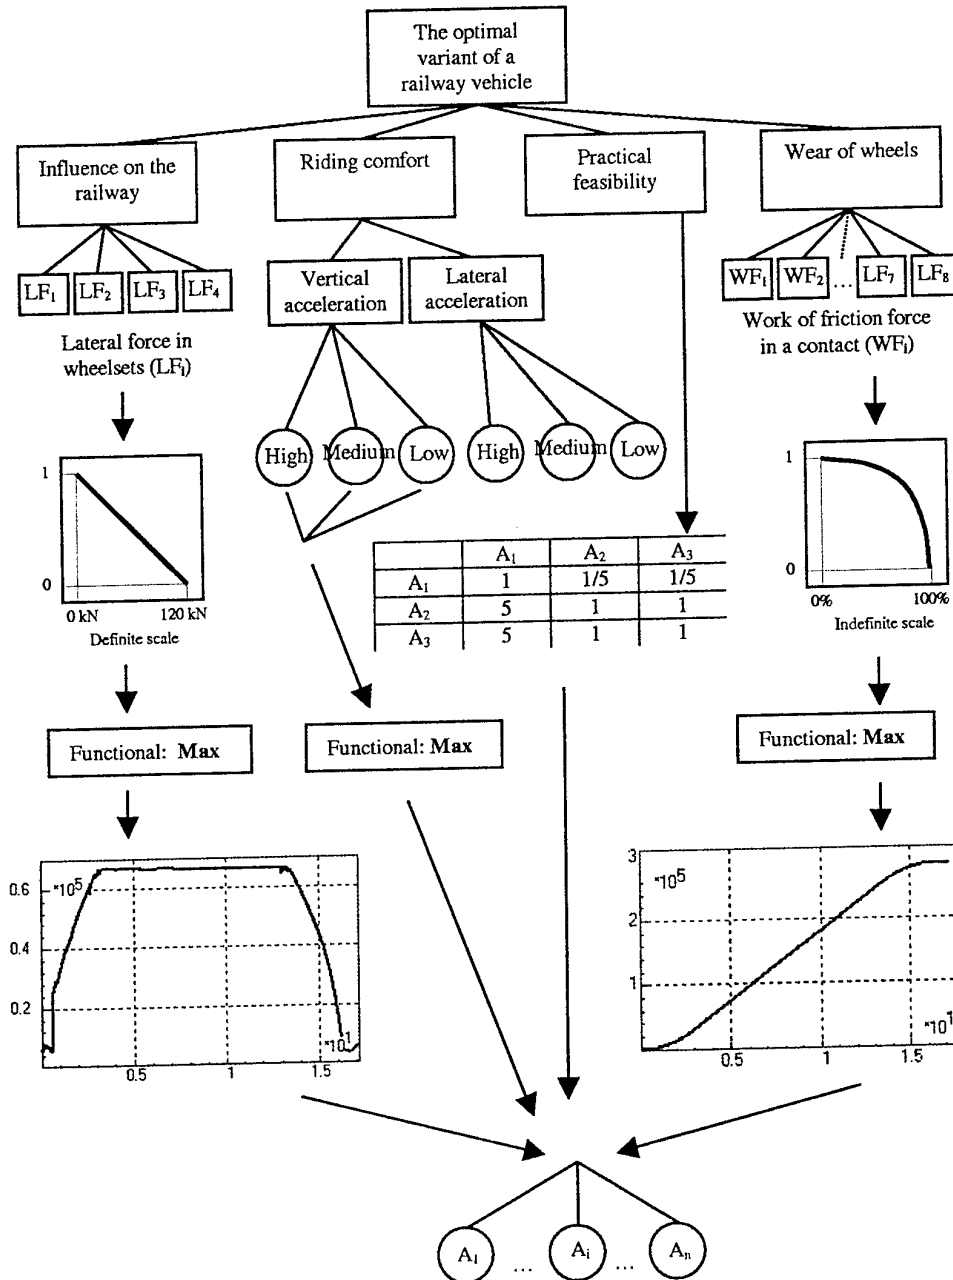 The optimal
variant of a
railway vehicle
Influence on the
railway
Riding comfort
Practical
feasibility
Wear of wheels
LF1 LF2 LF3 LF4
Vertical
acceleration
Lateral
acceleration
WF1 WF2 ... LF7 LF8
Lateral force in
wheelsets (LFi)
Work of friction force
in a contact (WFi)
High Medium Low High Medium Low
1
0
0 kN 120 kN
Definite scale
A1 A2 A3
A1 1 1/5 1/5
A2 5 1 1
A3 5 1 1
1
0
0% 100%
Indefinite scale
Functional: Max
Functional: Max
Functional: Max
0.6
*10^5
0.4
0.2
*10^1
0.5 1 1.5
3
*10^5
2
1
*10^1
0.5 1 1.5
A1 ... Ai ... An